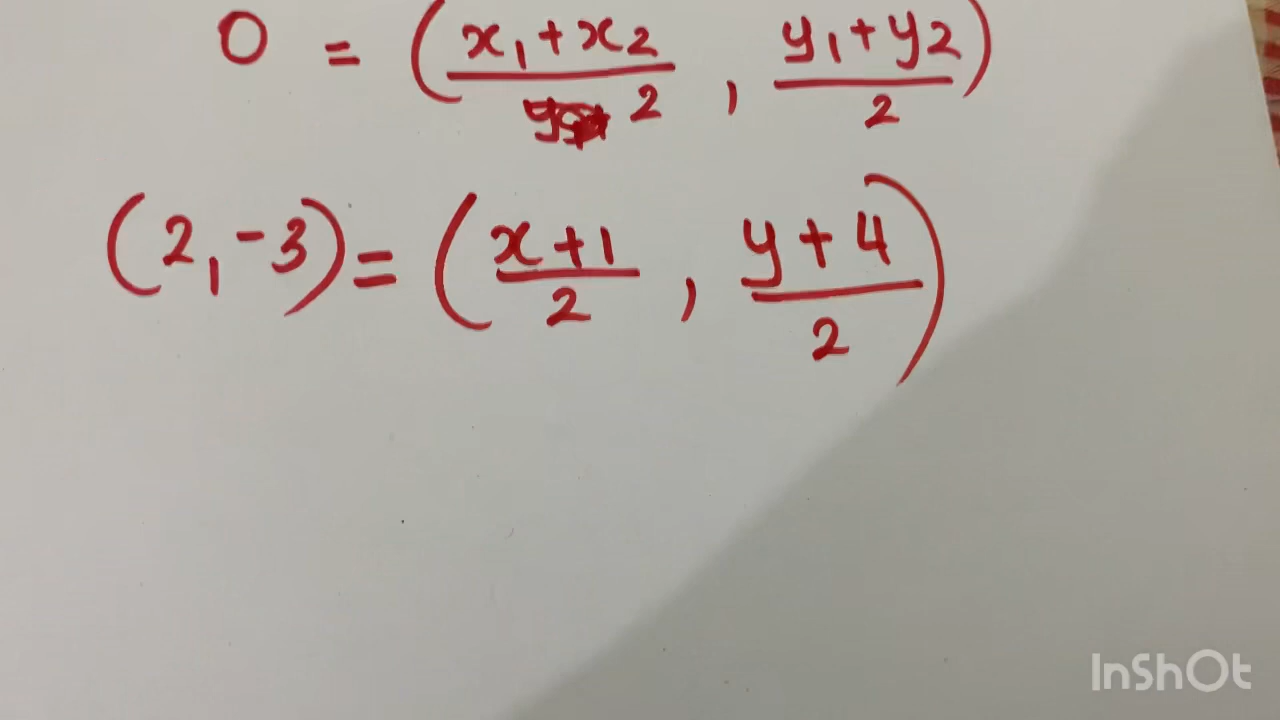 O = (x₁+x₂/2, y₁+y2/2)
(2, -3) = (x+1/2, y+4/2)
InShOt